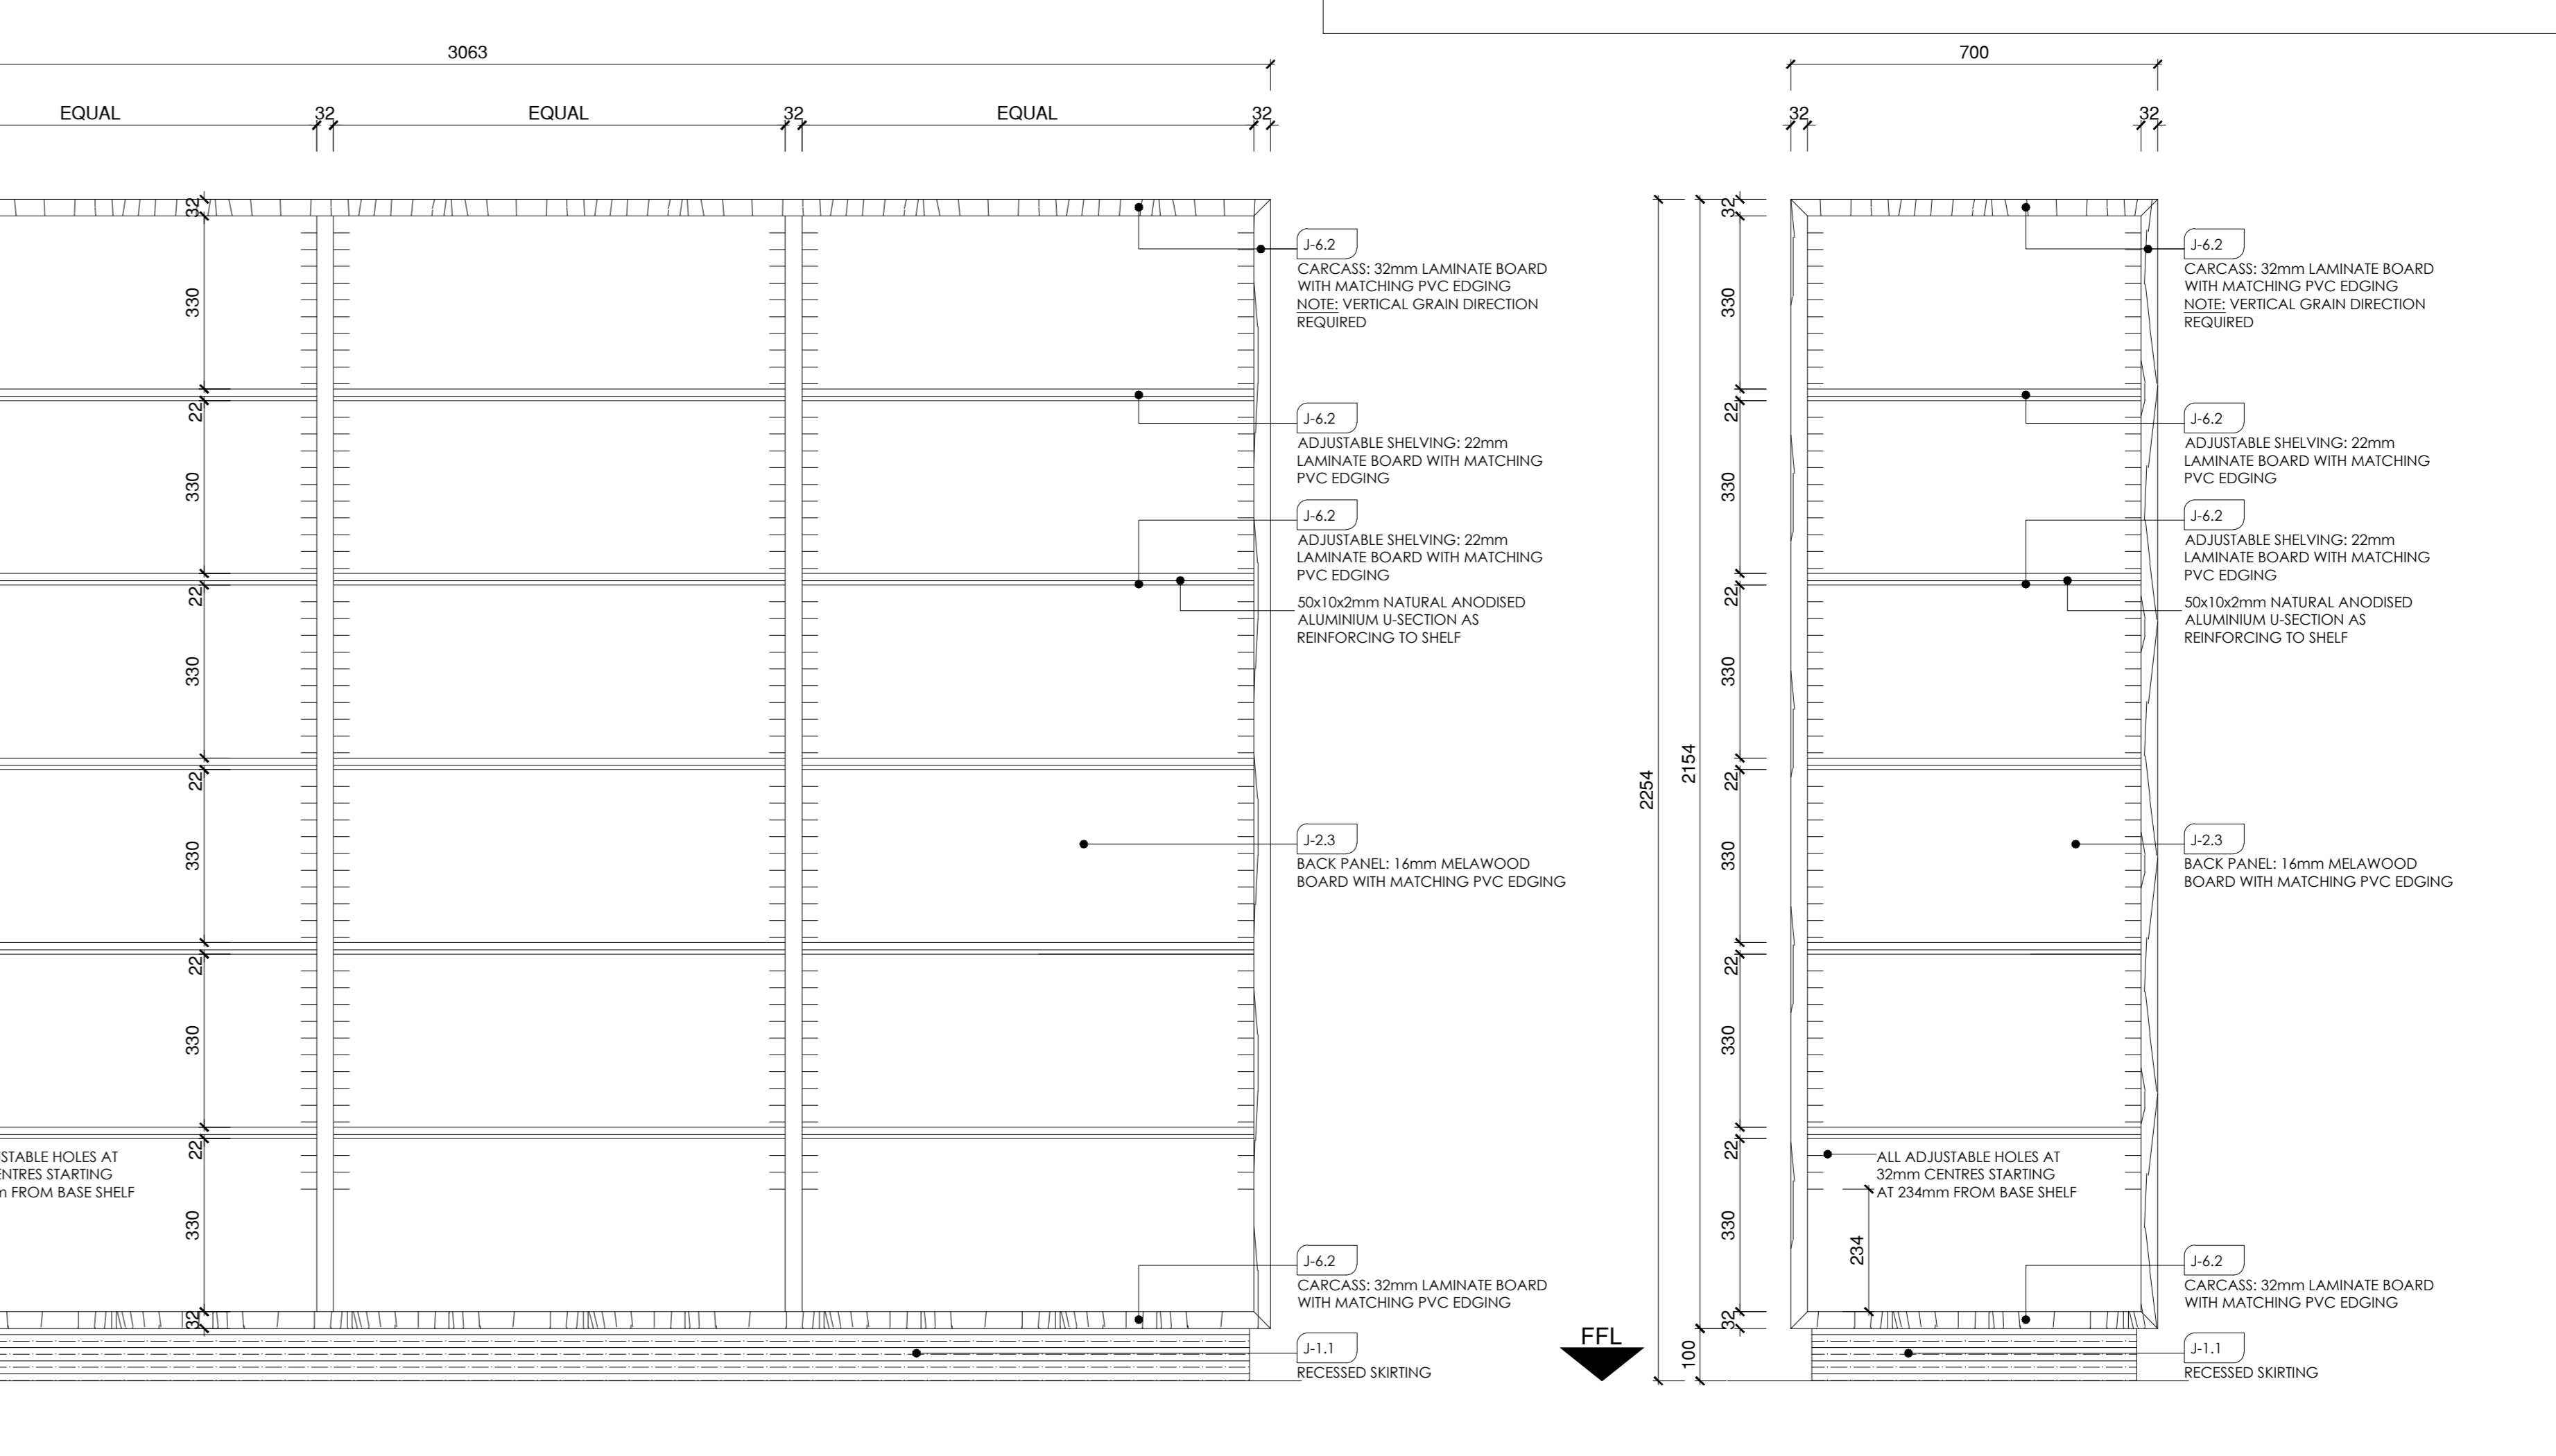 3063
EQUAL
32
EQUAL
32
EQUAL
32
32
330
22
330
22
330
22
330
22
330
22
330
32
STABLE HOLES AT
ENTRES STARTING
FROM BASE SHELF
J-6.2
CARCASS: 32mm LAMINATE BOARD
WITH MATCHING PVC EDGING
NOTE: VERTICAL GRAIN DIRECTION
REQUIRED
J-6.2
ADJUSTABLE SHELVING: 22mm
LAMINATE BOARD WITH MATCHING
PVC EDGING
J-6.2
ADJUSTABLE SHELVING: 22mm
LAMINATE BOARD WITH MATCHING
PVC EDGING
50x10x2mm NATURAL ANODISED
ALUMINIUM U-SECTION AS
REINFORCING TO SHELF
J-2.3
BACK PANEL: 16mm MELAWOOD
BOARD WITH MATCHING PVC EDGING
J-6.2
CARCASS: 32mm LAMINATE BOARD
WITH MATCHING PVC EDGING
J-1.1
RECESSED SKIRTING
FFL
700
32
32
2254
2154
100
32
330
22
330
22
330
22
330
22
330
22
330
32
ALL ADJUSTABLE HOLES AT
32mm CENTRES STARTING
AT 234mm FROM BASE SHELF
234
J-6.2
CARCASS: 32mm LAMINATE BOARD
WITH MATCHING PVC EDGING
NOTE: VERTICAL GRAIN DIRECTION
REQUIRED
J-6.2
ADJUSTABLE SHELVING: 22mm
LAMINATE BOARD WITH MATCHING
PVC EDGING
J-6.2
ADJUSTABLE SHELVING: 22mm
LAMINATE BOARD WITH MATCHING
PVC EDGING
50x10x2mm NATURAL ANODISED
ALUMINIUM U-SECTION AS
REINFORCING TO SHELF
J-2.3
BACK PANEL: 16mm MELAWOOD
BOARD WITH MATCHING PVC EDGING
J-6.2
CARCASS: 32mm LAMINATE BOARD
WITH MATCHING PVC EDGING
J-1.1
RECESSED SKIRTING